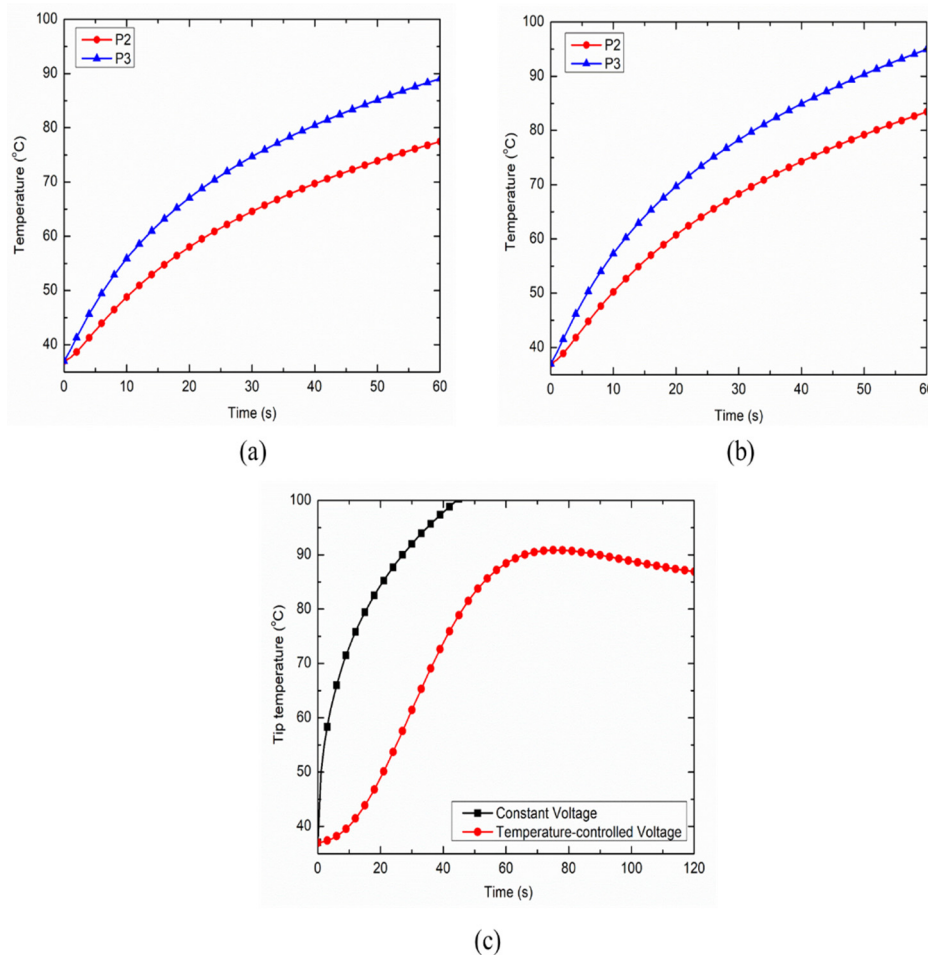 P2
P3
100
90
80
70
60
50
40
Temperature (°C)
0 10 20 30 40 50 60
Time (s)
(a)
P2
P3
100
90
80
70
60
50
40
Temperature (°C)
0 10 20 30 40 50 60
Time (s)
(b)
100
90
80
70
60
50
40
Tip temperature (°C)
Constant Voltage
Temperature-controlled Voltage
0 20 40 60 80 100 120
Time (s)
(c)